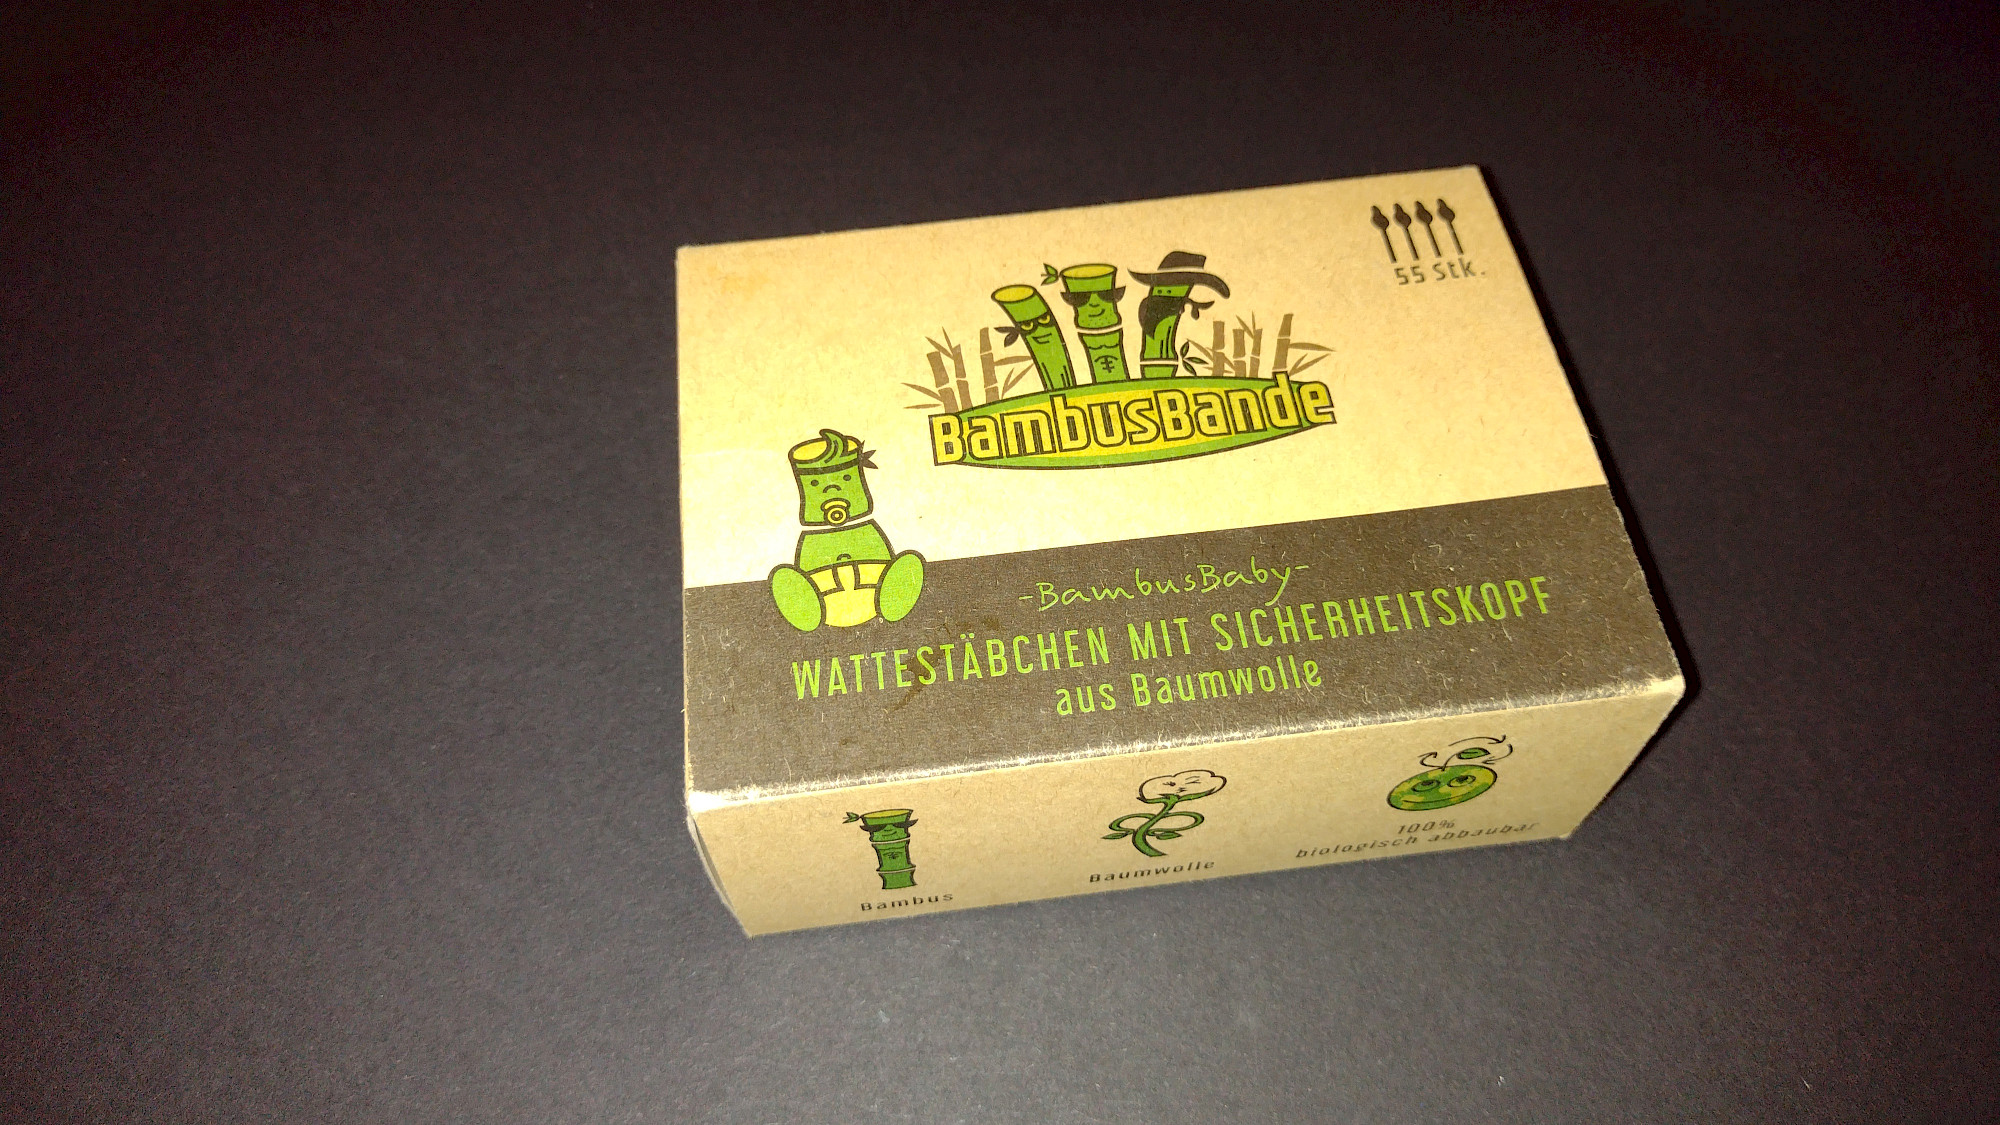 55 Stk.
BambusBande
-BambusBaby-
WATTESTÄBCHEN MIT SICHERHEITSKOPF
aus Baumwolle
Bambus
Baumwolle
100%
biologisch abbaubar